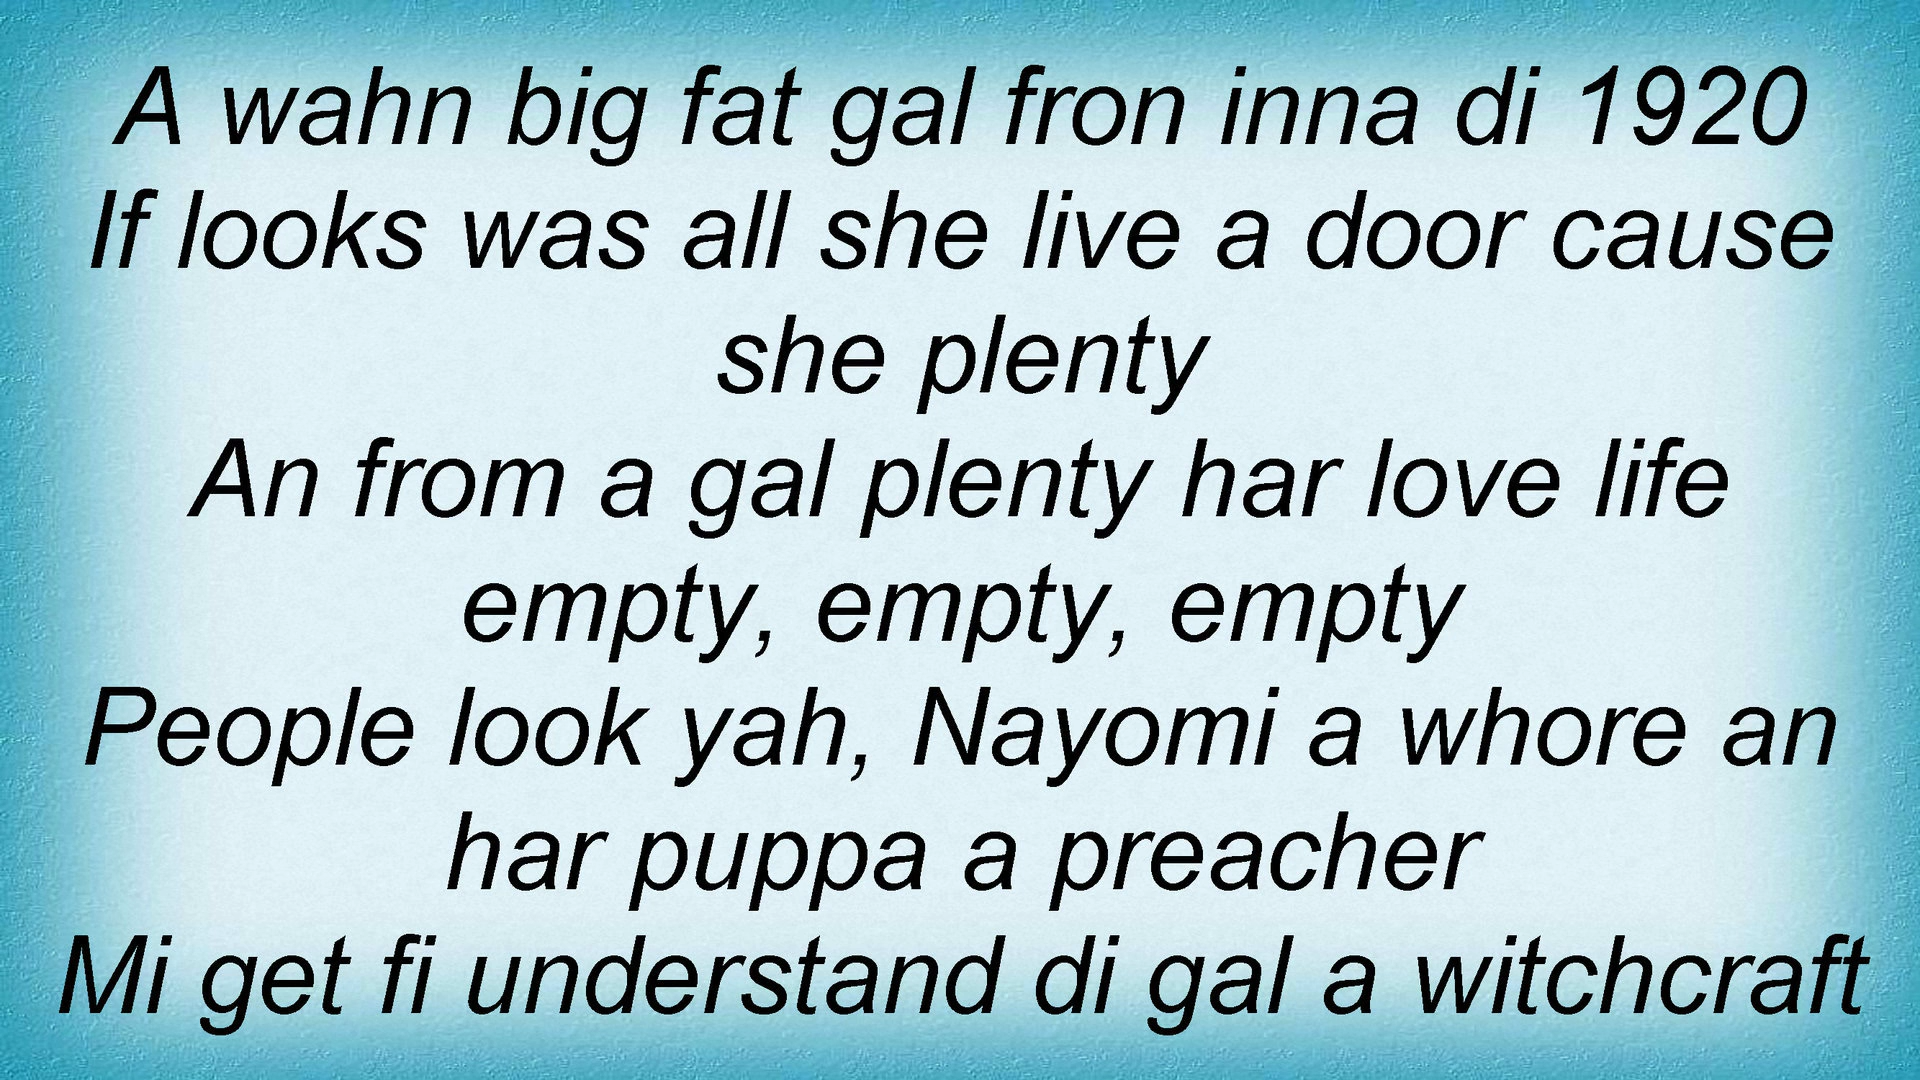 A wahn big fat gal fron inna di 1920
If looks was all she live a door cause
she plenty
An from a gal plenty har love life
empty, empty, empty
People look yah, Nayomi a whore an
har puppa a preacher
Mi get fi understand di gal a witchcraft